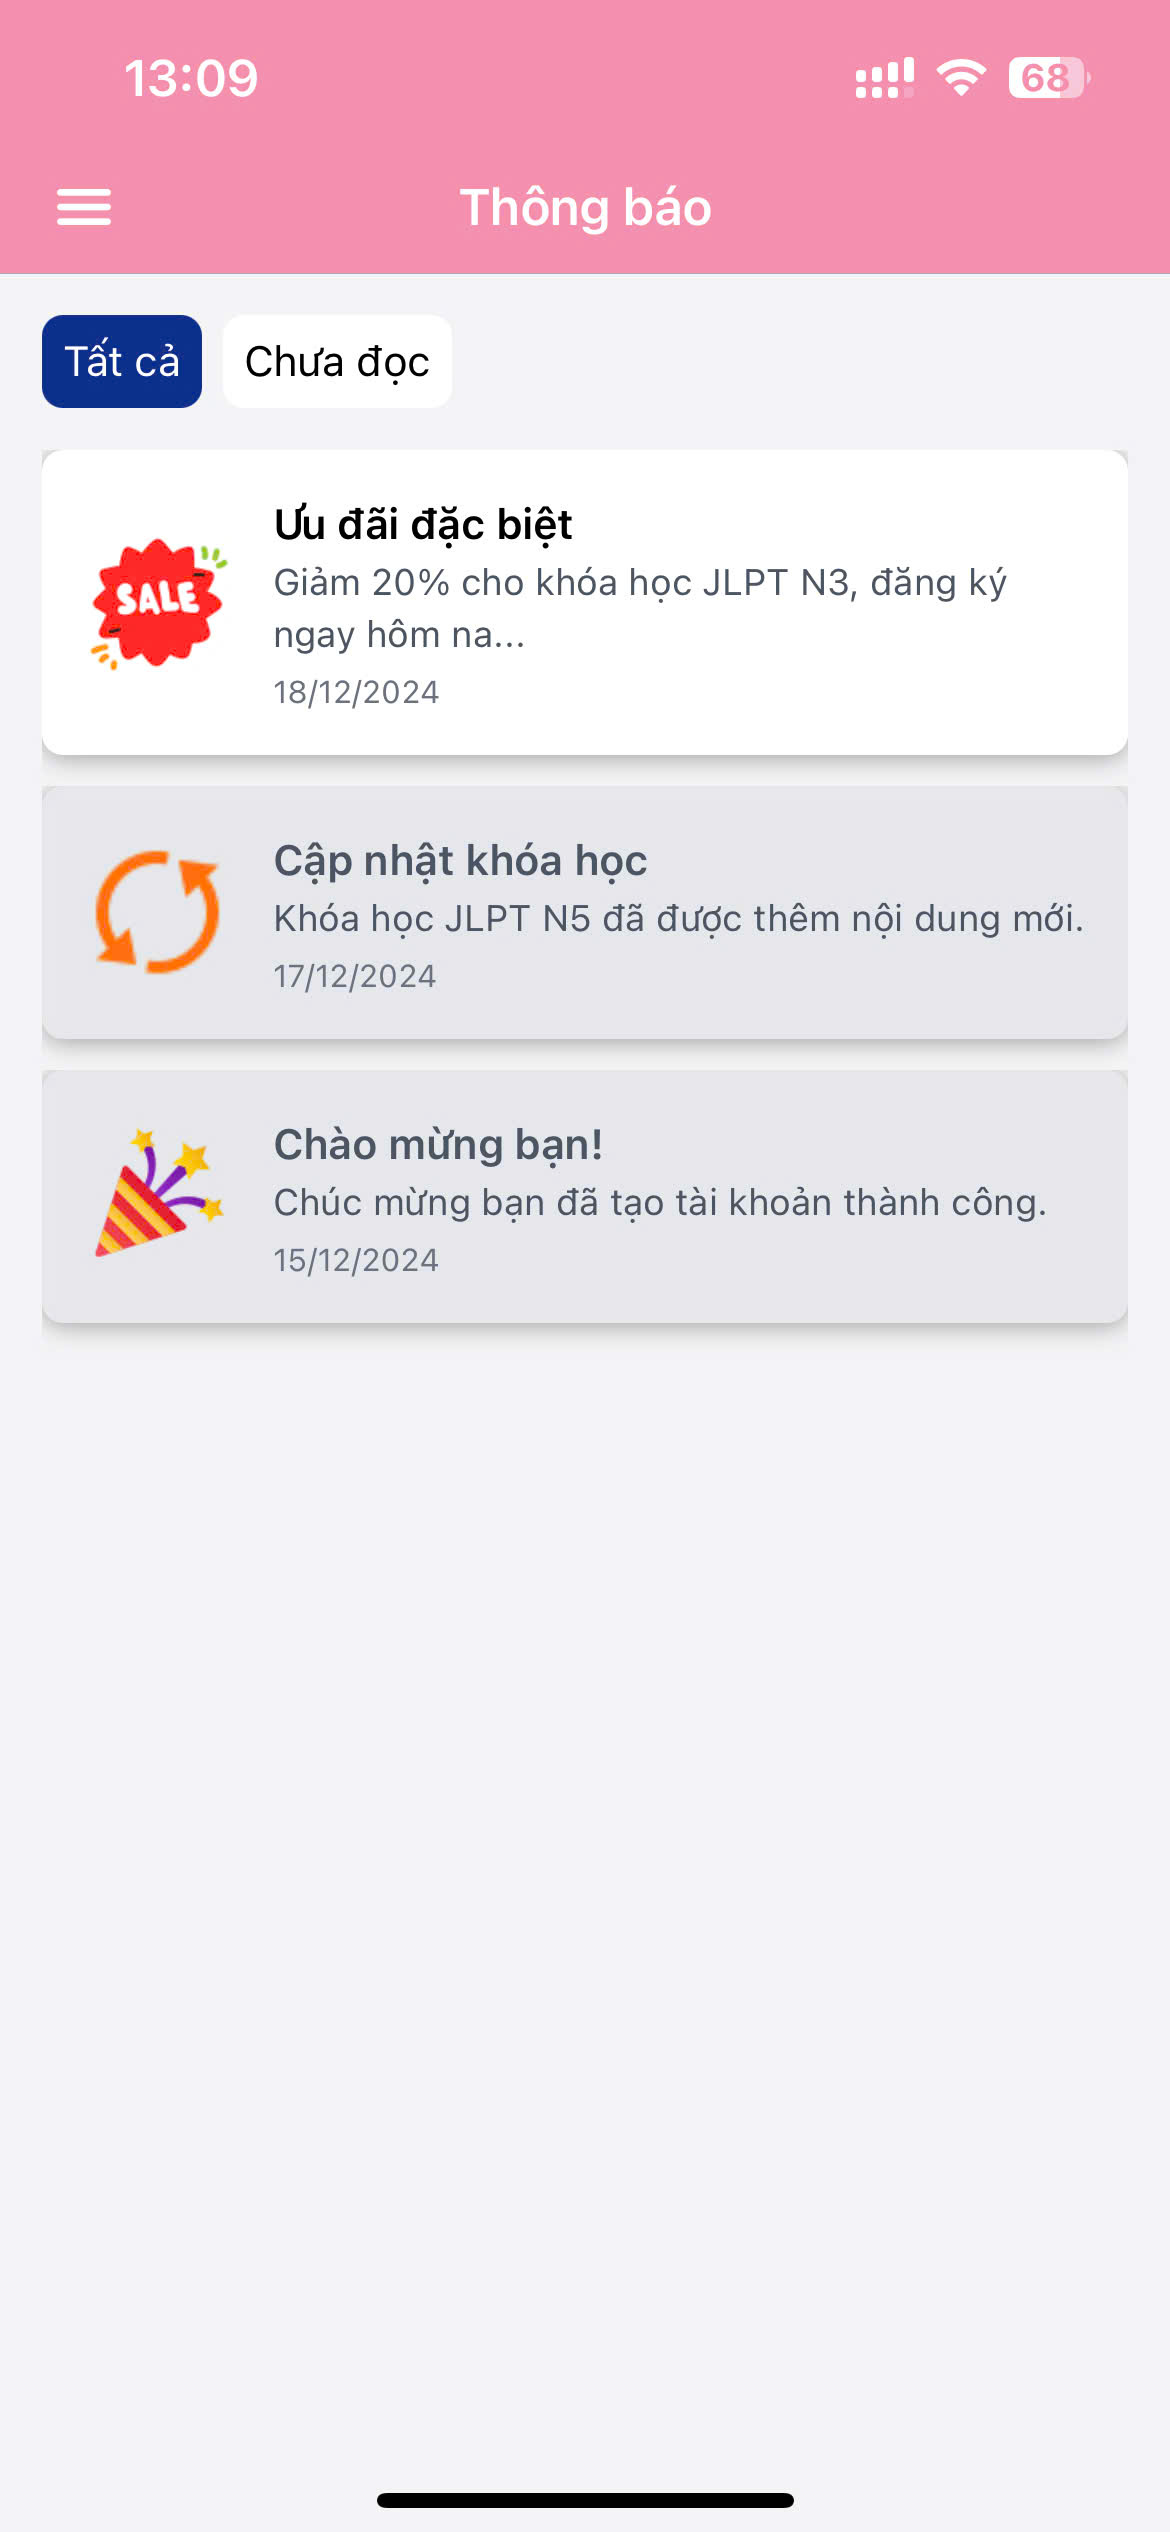 13:09
68
Thông báo
Tất cả
Chưa đọc
Ưu đãi đặc biệt
SALE
Giảm 20% cho khóa học JLPT N3, đăng ký
ngay hôm na...
18/12/2024
Cập nhật khóa học
Khóa học JLPT N5 đã được thêm nội dung mới.
17/12/2024
Chào mừng bạn!
Chúc mừng bạn đã tạo tài khoản thành công.
15/12/2024